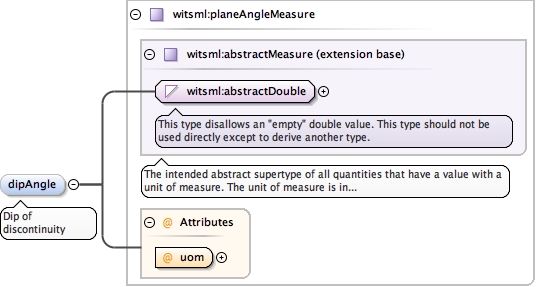 witsml:planeAngleMeasure
witsml:abstractMeasure (extension base)
witsml:abstractDouble
This type disallows an "empty" double value. This type should not be
used directly except to derive another type.
The intended abstract supertype of all quantities that have a value with a
unit of measure. The unit of measure is in...
dipAngle
Dip of
discontinuity
@ Attributes
@ uom